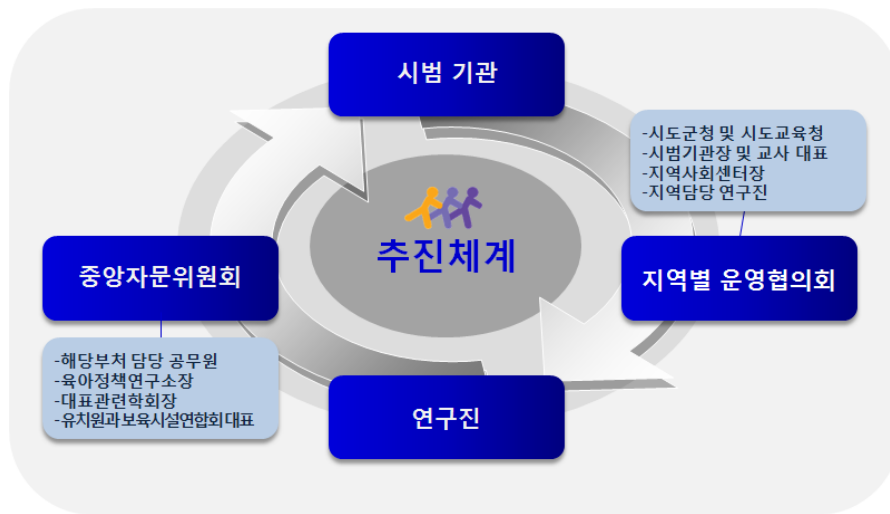 시범 기관
-시도군청 및 시도교육청
-시범기관장 및 교사 대표
-지역사회센터장
-지역담당 연구진
추진체계
중앙자문위원회
지역별 운영협의회
-해당부처 담당 공무원
-육아정책연구소장
-대표관련학회장
-유치원과 보육시설연합회 대표
연구진